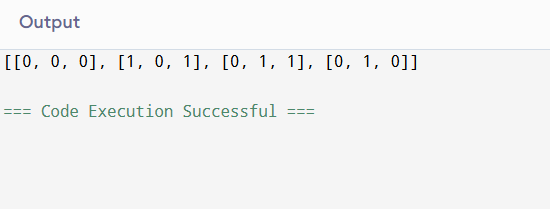 Output
[[0, 0, 0], [1, 0, 1], [0, 1, 1], [0, 1, 0]]
=== Code Execution Successful ===